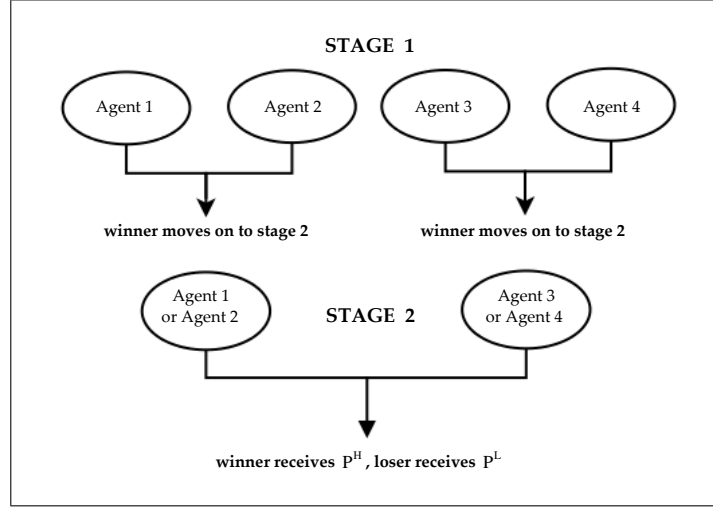 STAGE 1
Agent 1
Agent 2
Agent 3
Agent 4
winner moves on to stage 2
winner moves on to stage 2
Agent 1
or Agent 2
STAGE 2
Agent 3
or Agent 4
winner receives P^H , loser receives P^L